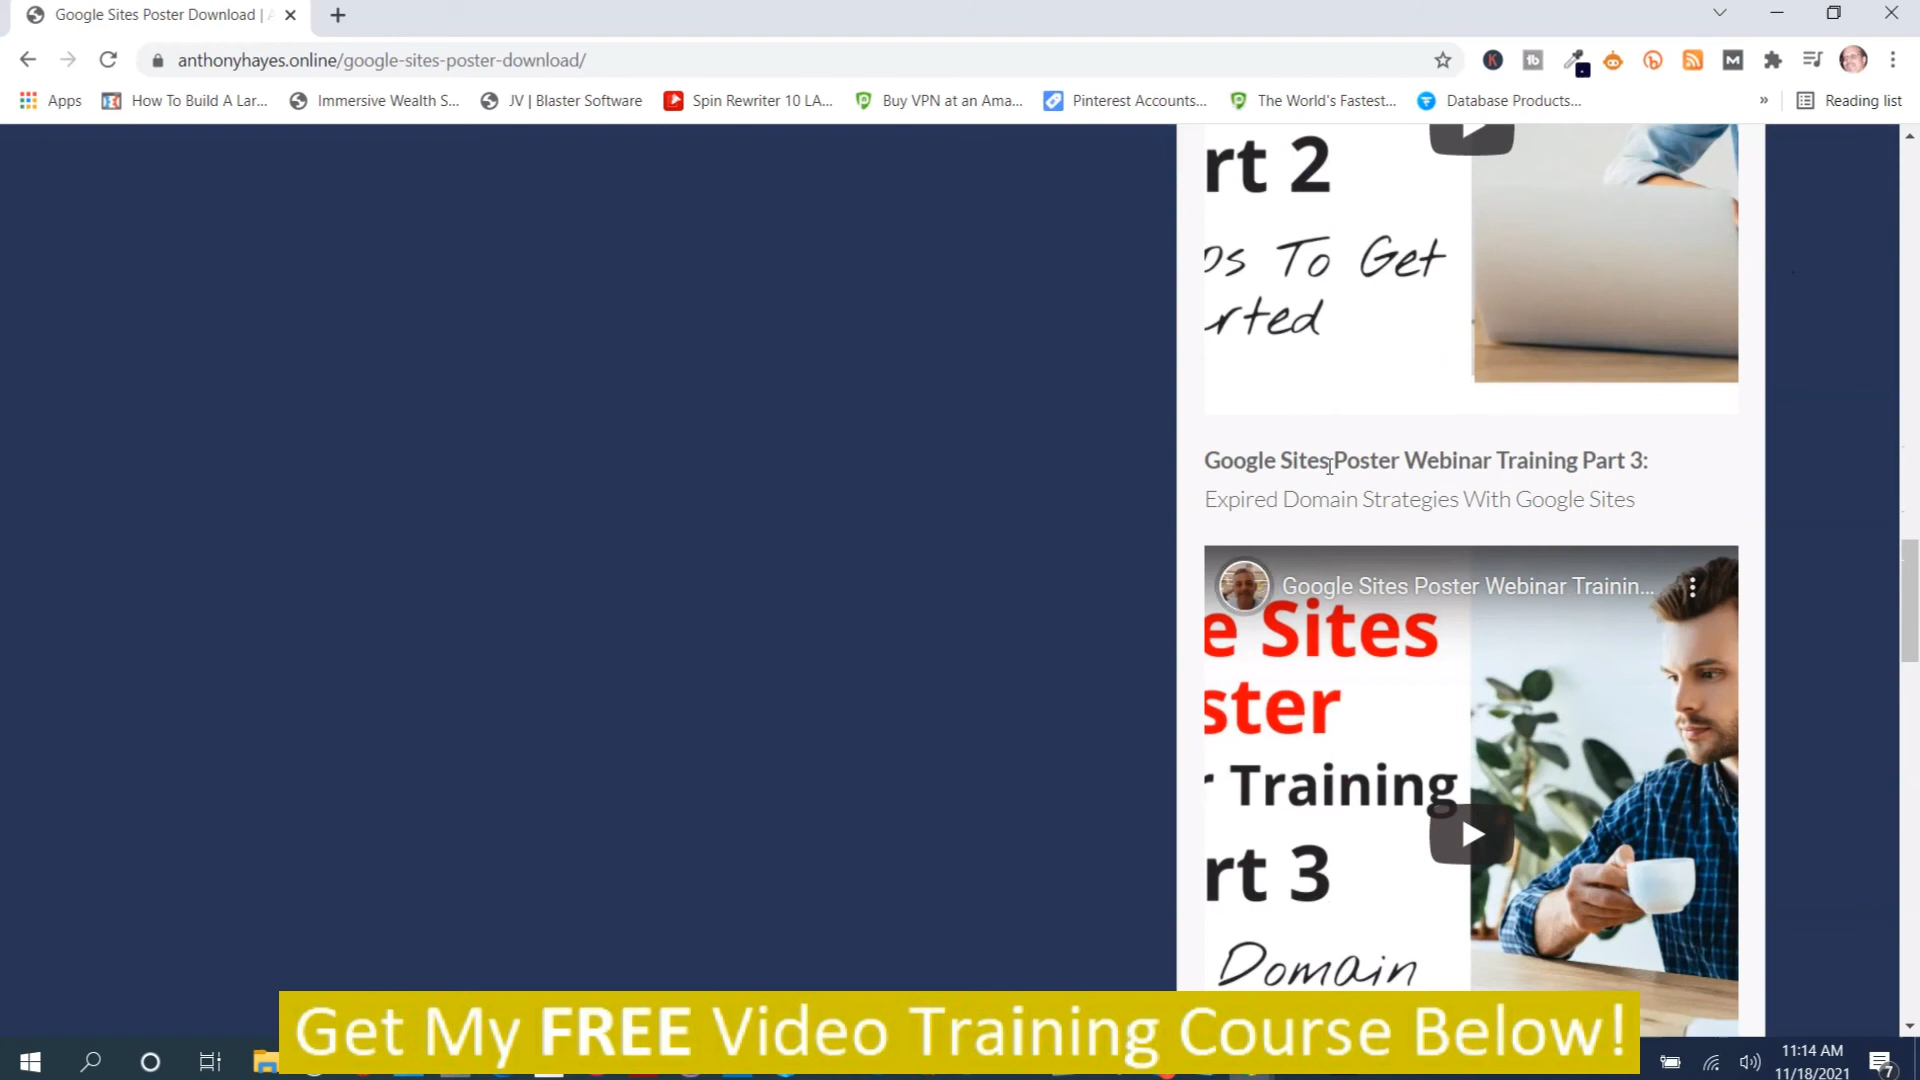 Google Sites Poster Download |
anthonyhayes.online/google-sites-poster-download/
Apps
How To Build A Lar...
Immersive Wealth S...
JV | Blaster Software
Spin Rewriter 10 LA...
Buy VPN at an Ama...
Pinterest Accounts...
The World's Fastest...
Database Products...
»
Reading list
rt 2
ps To Get
rted
Google Sites Poster Webinar Training Part 3:
Expired Domain Strategies With Google Sites
Google Sites Poster Webinar Trainin...
e Sites
ster
r Training
rt 3
Domain
Get My FREE Video Training Course Below!
11:14 AM
11/18/2021
7